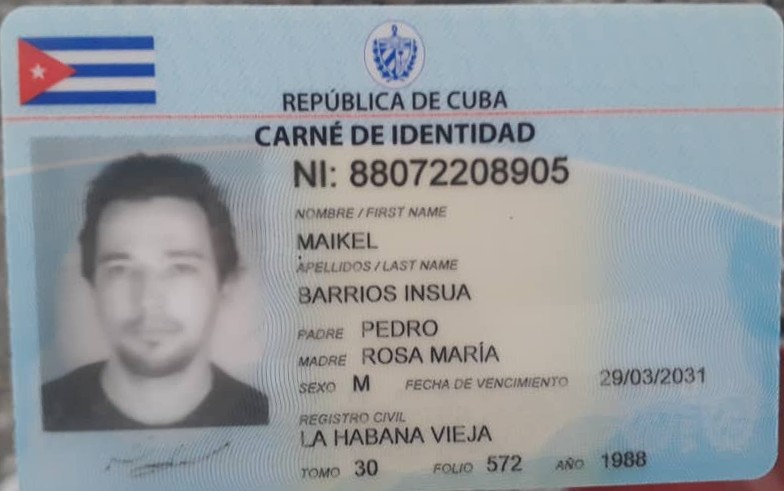 REPÚBLICA DE CUBA
CARNÉ DE IDENTIDAD
NI: 88072208905
NOMBRE / FIRST NAME
MAIKEL
APELLIDOS / LAST NAME
BARRIOS INSUA
PADRE PEDRO
MADRE ROSA MARÍA
SEXO M FECHA DE VENCIMIENTO 29/03/2031
REGISTRO CIVIL
LA HABANA VIEJA
TOMO 30 FOLIO 572 AÑO 1988